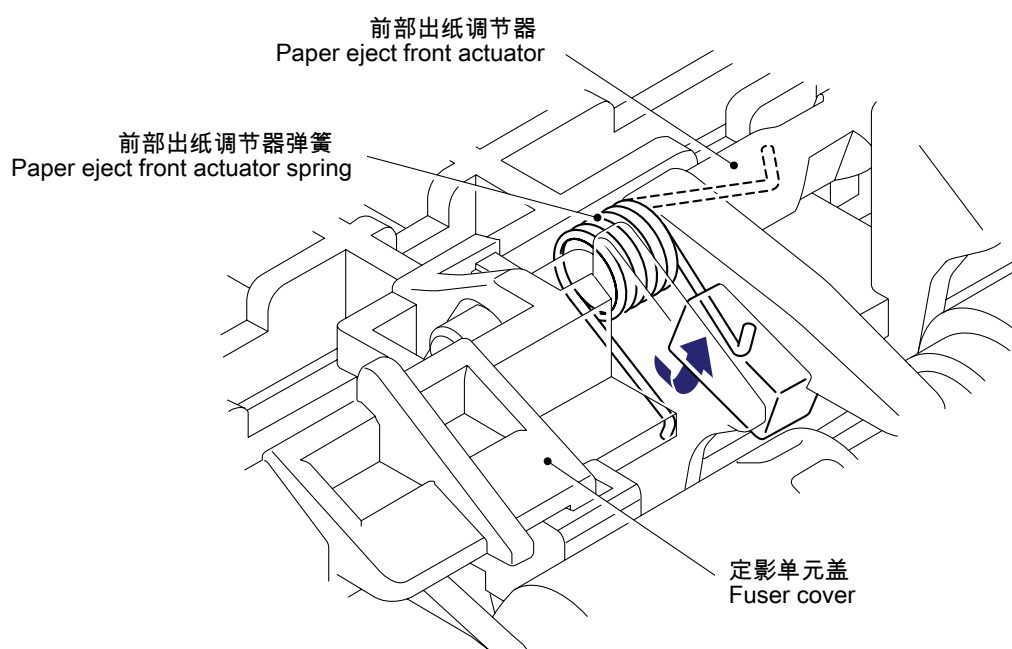 前部出纸调节器
Paper eject front actuator
前部出纸调节器弹簧
Paper eject front actuator spring
定影单元盖
Fuser cover